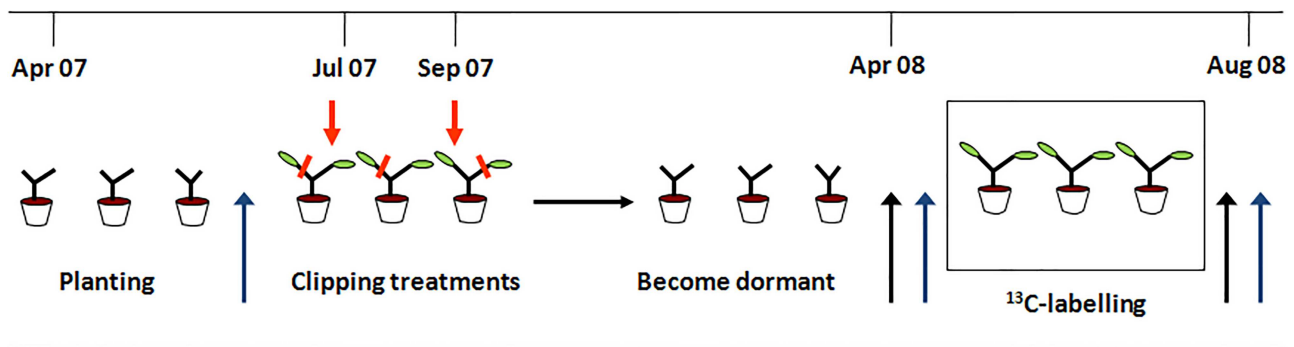 Apr 07
Jul 07
Sep 07
Apr 08
Aug 08
Planting
Clipping treatments
Become dormant
¹³C-labelling